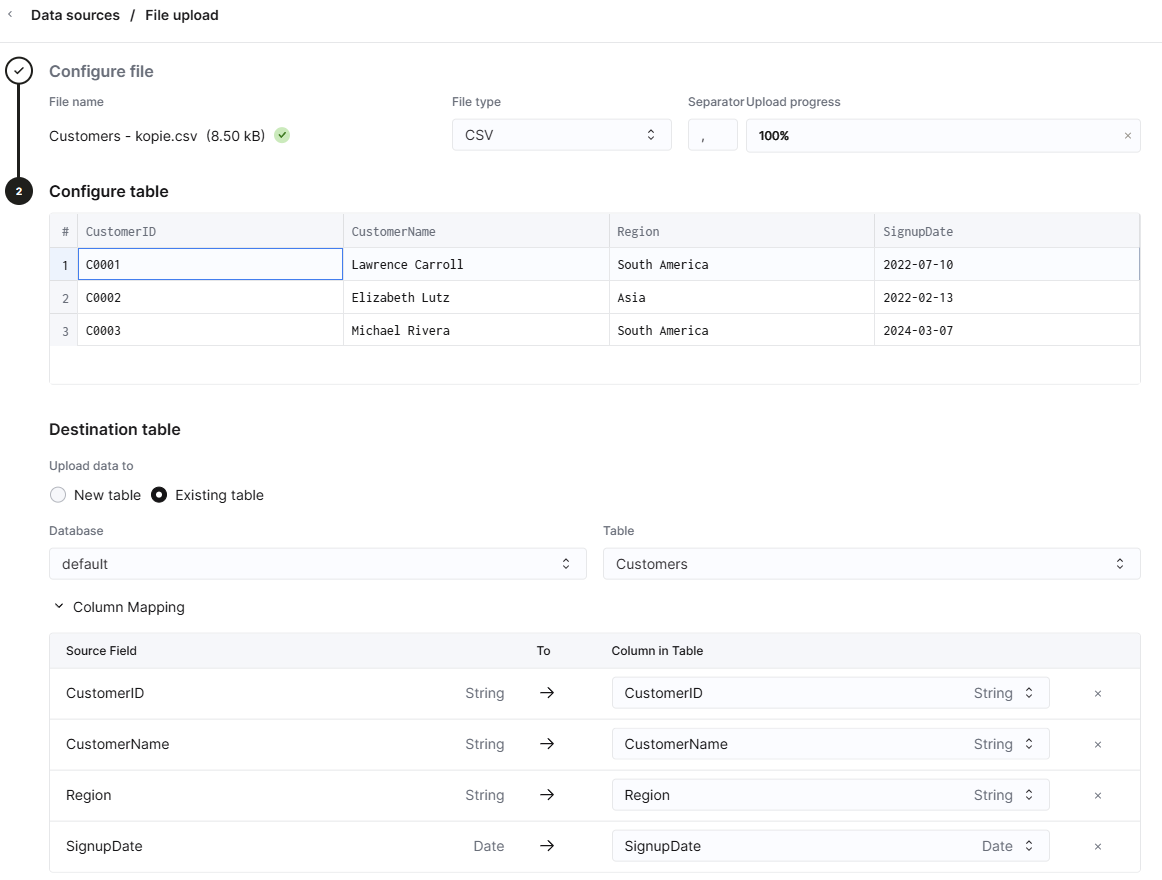 Data sources / File upload
Configure file
File name File type Separator Upload progress
Customers - kopie.csv (8.50 kB) CSV , 100% ×
2 Configure table
# CustomerID CustomerName Region SignupDate
1 C0001 Lawrence Carroll South America 2022-07-10
2 C0002 Elizabeth Lutz Asia 2022-02-13
3 C0003 Michael Rivera South America 2024-03-07
Destination table
Upload data to
New table Existing table
Database Table
default Customers
Column Mapping
Source Field To Column in Table
CustomerID String → CustomerID String ×
CustomerName String → CustomerName String ×
Region String → Region String ×
SignupDate Date → SignupDate Date ×